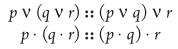 p ∨ (q ∨ r) :: (p ∨ q) ∨ r
p · (q · r) :: (p · q) · r